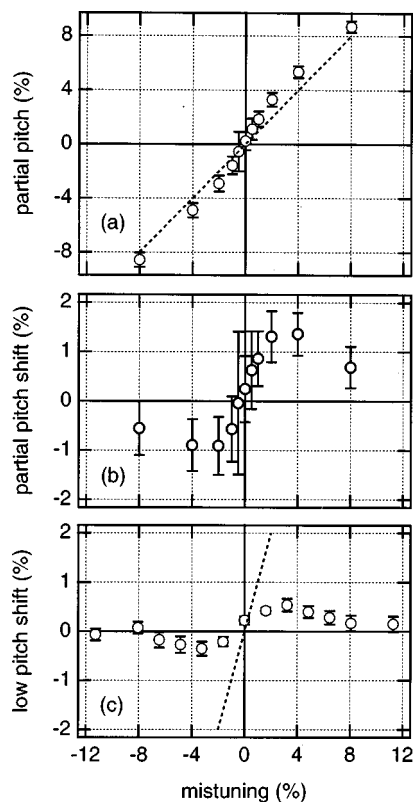 8
4
0
-4
-8
partial pitch (%)
(a)
2
1
0
-1
-2
partial pitch shift (%)
(b)
2
1
0
-1
-2
low pitch shift (%)
(c)
-12 -8 -4 0 4 8 12
mistuning (%)